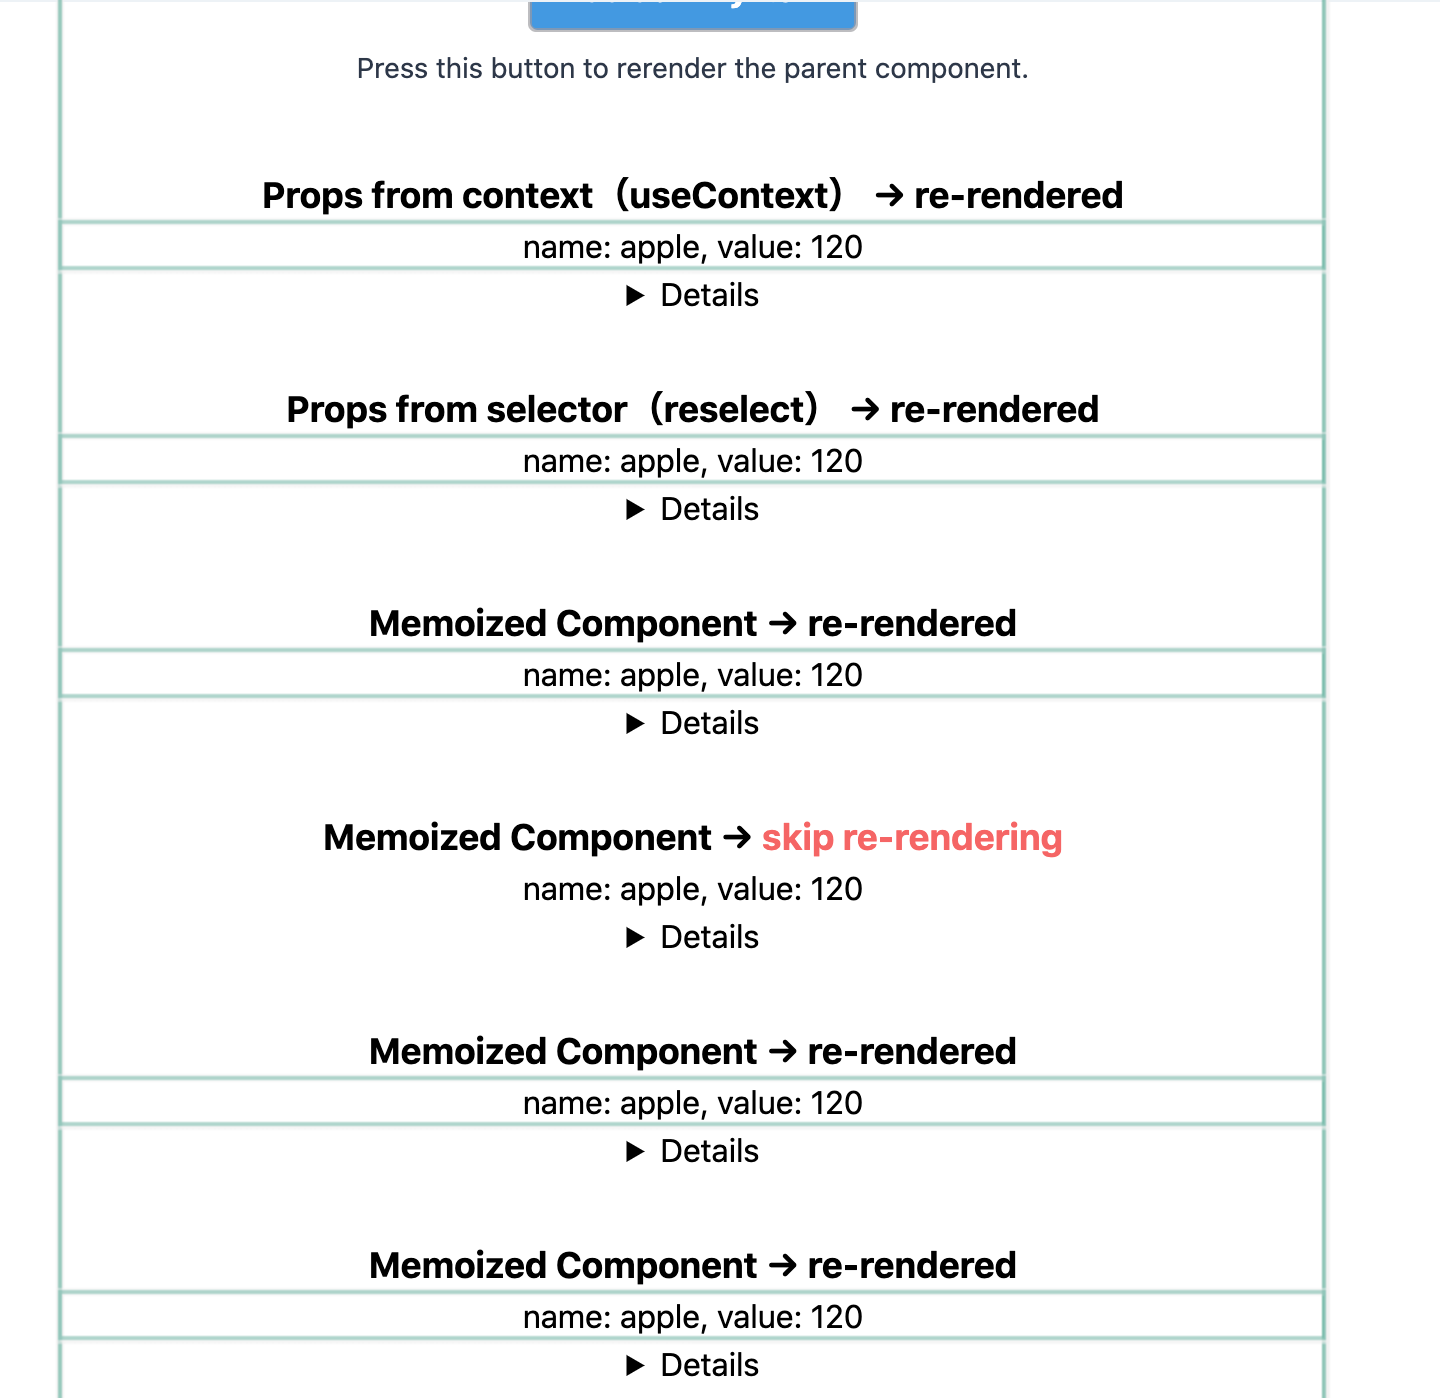 Press this button to rerender the parent component.
Props from context（useContext） → re-rendered
name: apple, value: 120
▶ Details
Props from selector（reselect） → re-rendered
name: apple, value: 120
▶ Details
Memoized Component → re-rendered
name: apple, value: 120
▶ Details
Memoized Component → skip re-rendering
name: apple, value: 120
▶ Details
Memoized Component → re-rendered
name: apple, value: 120
▶ Details
Memoized Component → re-rendered
name: apple, value: 120
▶ Details